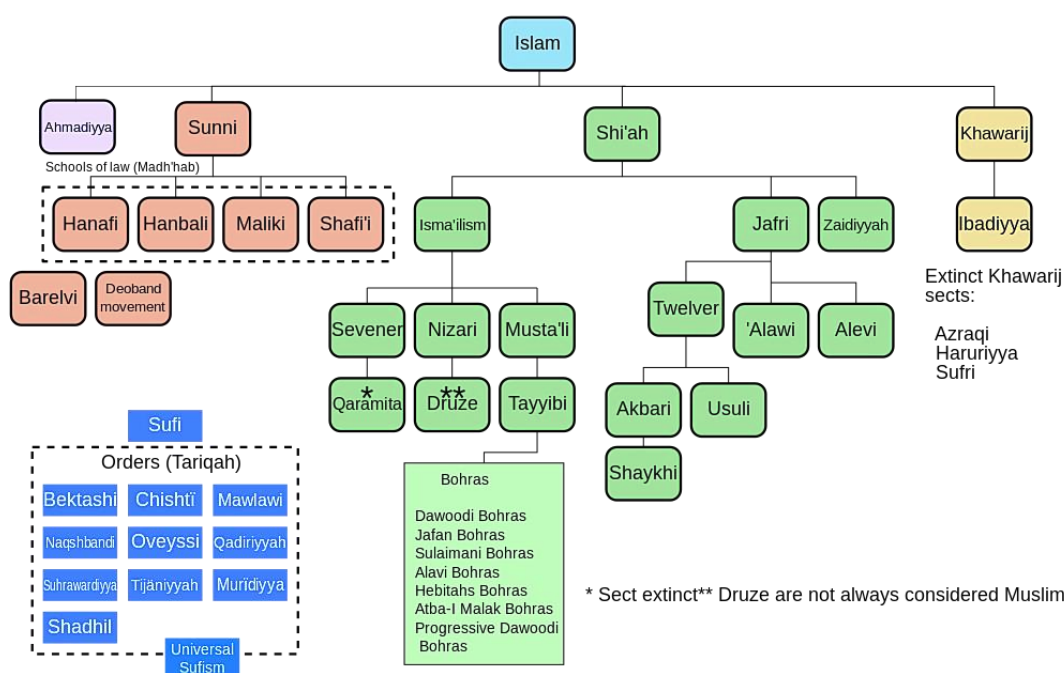 Islam
Ahmadiyya
Sunni
Shi'ah
Khawarij
Schools of law (Madh'hab)
Hanafi
Hanbali
Maliki
Shafi'i
Isma'ilism
Jafri
Zaidiyyah
Ibadiyya
Barelvi
Deoband
movement
Extinct Khawarij
sects:
Azraqi
Haruriyya
Sufri
Sevener
Nizari
Musta'li
Twelver
'Alawi
Alevi
*
Qaramita
**
Druze
Tayyibi
Akbari
Usuli
Shaykhi
Sufi
Orders (Tariqah)
Bektashi
Chishtï
Mawlawi
Naqshbandi
Oveyssi
Qadiriyyah
Suhrawardiyya
Tijäniyyah
Murïdiyya
Shadhil
Universal
Sufism
Bohras
Dawoodi Bohras
Jafan Bohras
Sulaimani Bohras
Alavi Bohras
Hebitahs Bohras
Atba-I Malak Bohras
Progressive Dawoodi
Bohras
* Sect extinct** Druze are not always considered Muslim